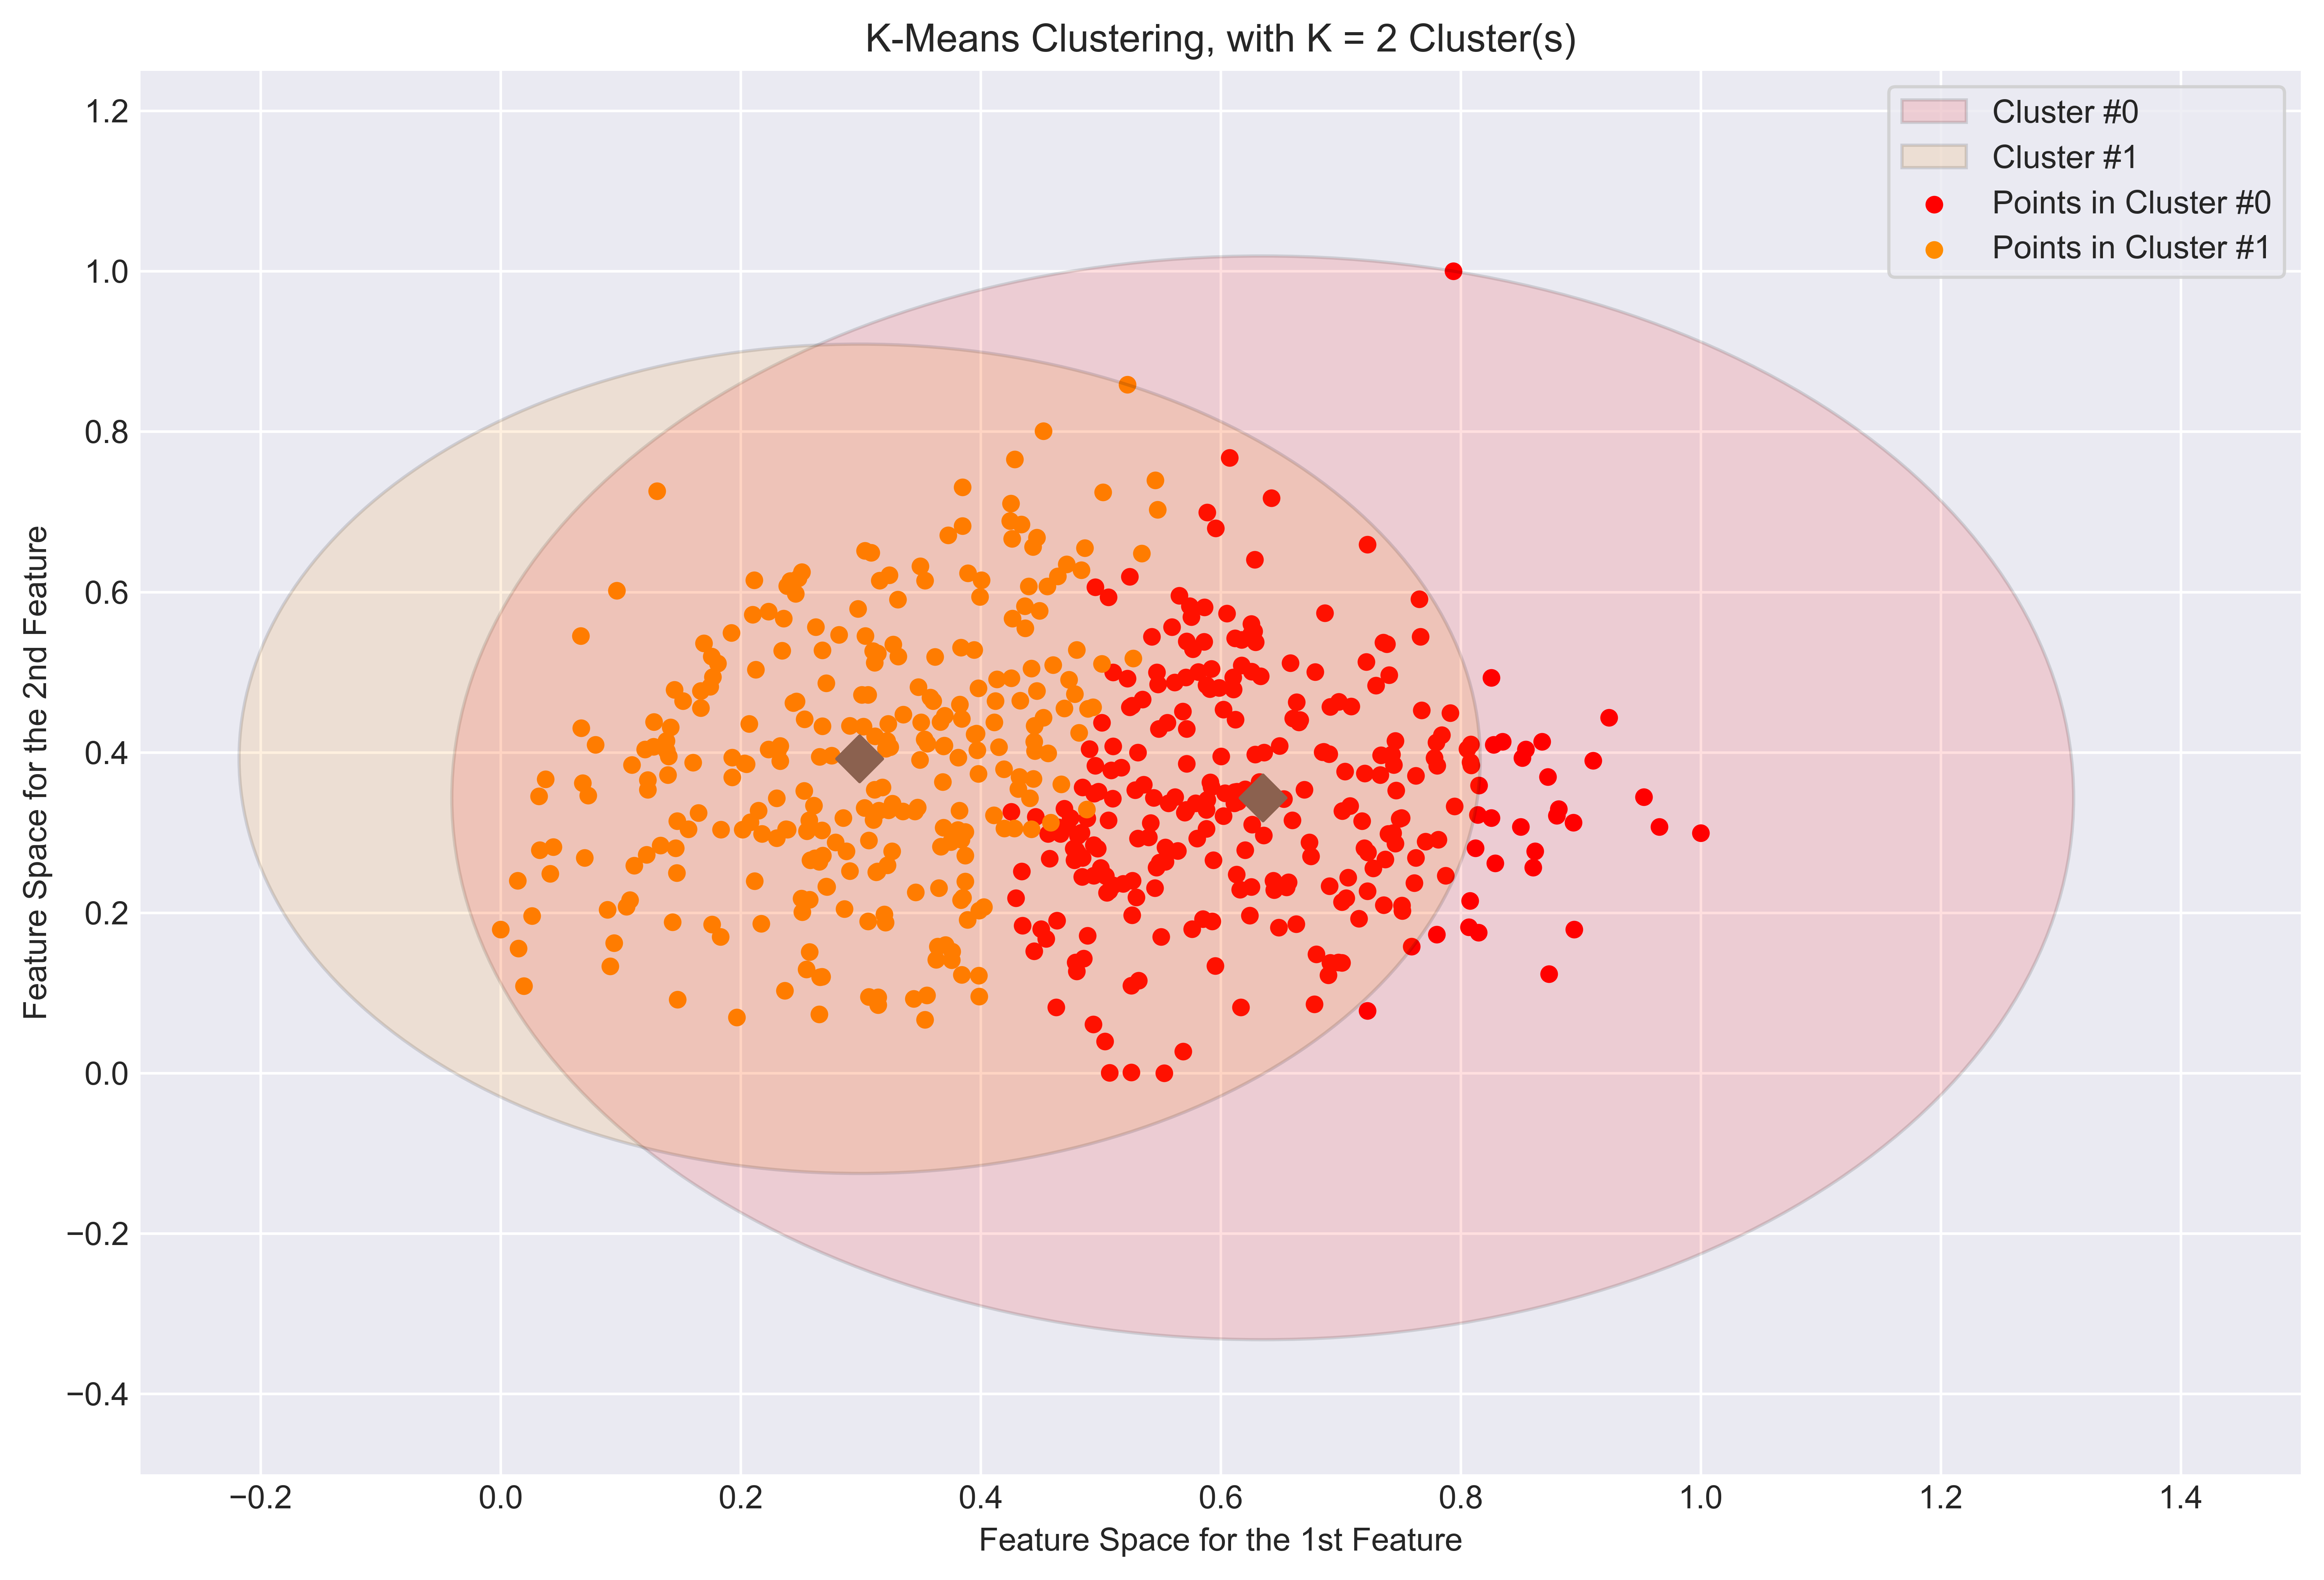 K-Means Clustering, with K = 2 Cluster(s)
Cluster #0
Cluster #1
Points in Cluster #0
Points in Cluster #1
1.2
1.0
0.8
0.6
0.4
0.2
0.0
−0.2
−0.4
Feature Space for the 2nd Feature
−0.2 0.0 0.2 0.4 0.6 0.8 1.0 1.2 1.4
Feature Space for the 1st Feature